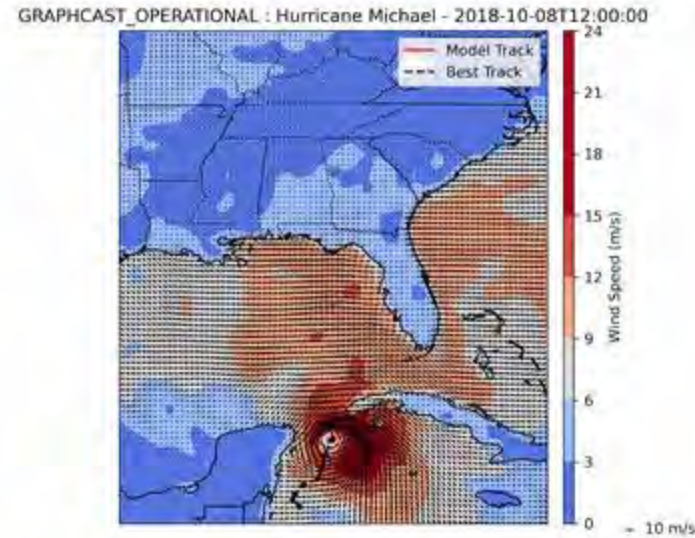 GRAPHCAST_OPERATIONAL : Hurricane Michael - 2018-10-08T12:00:00
Model Track
Best Track
24
21
18
15
12
9
6
3
0
Wind Speed (m/s)
10 m/s